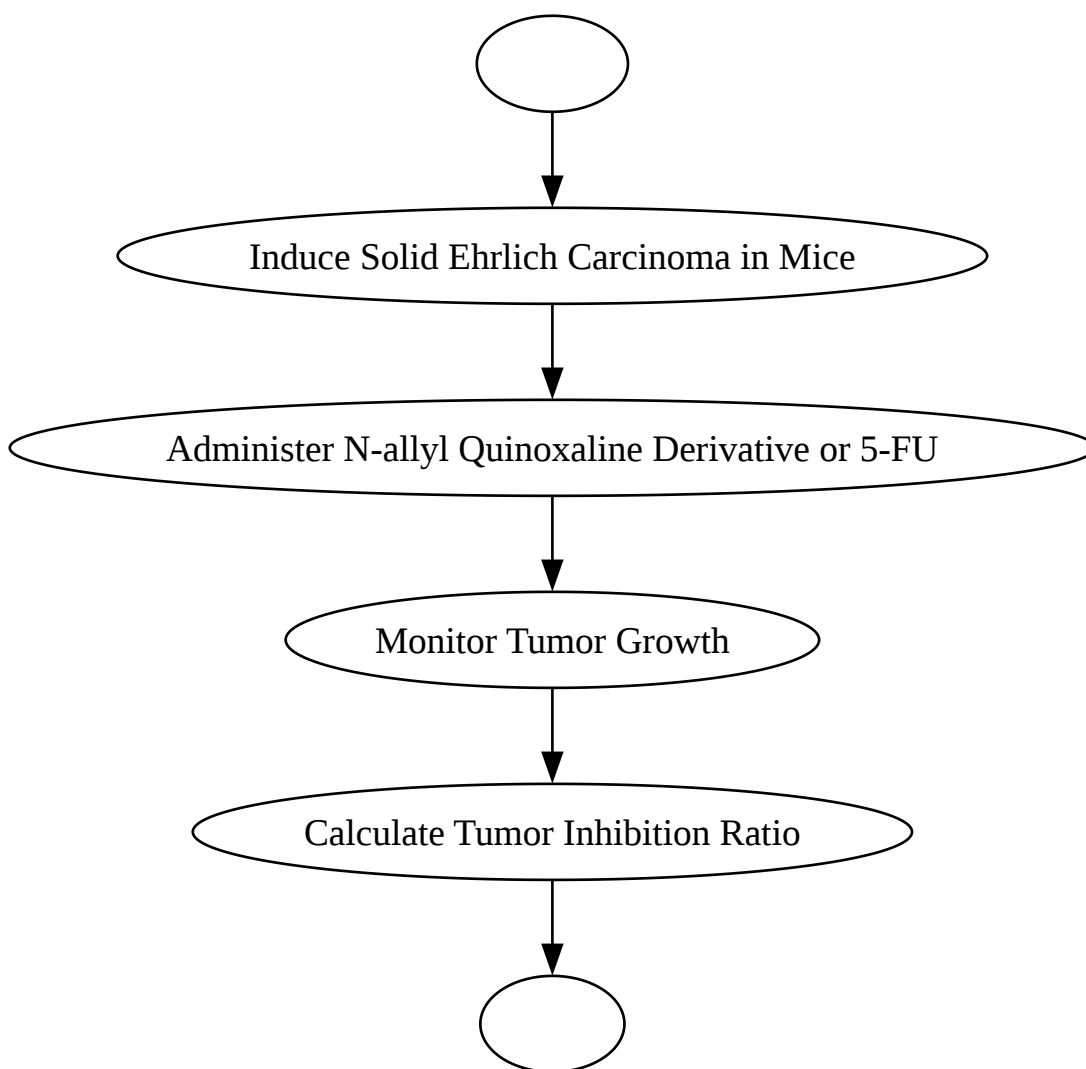 Induce Solid Ehrlich Carcinoma in Mice
Administer N-allyl Quinoxaline Derivative or 5-FU
Monitor Tumor Growth
Calculate Tumor Inhibition Ratio